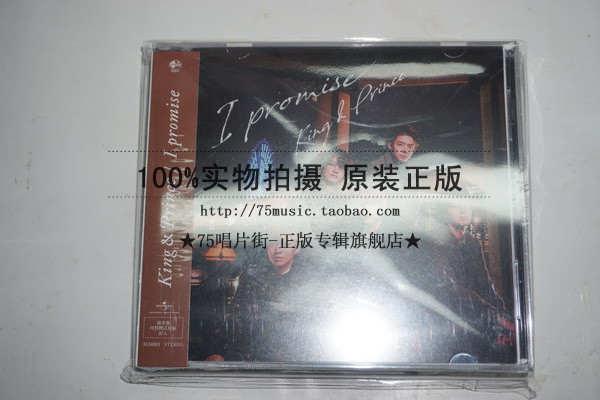 I promise
King & Prince
King & Prince I promise
100%实物拍摄 原装正版
http://75music.taobao.com
★75唱片街-正版专辑旗舰店★
UNIVERSAL